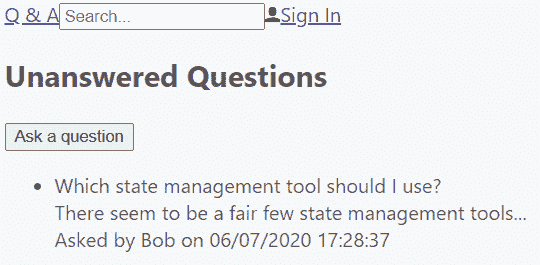 Q & A Search... Sign In
Unanswered Questions
Ask a question
Which state management tool should I use?
There seem to be a fair few state management tools...
Asked by Bob on 06/07/2020 17:28:37